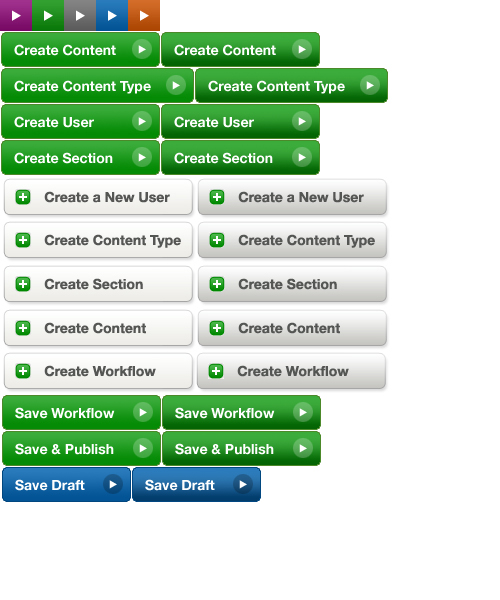 Create Content Create Content
Create Content Type Create Content Type
Create User Create User
Create Section Create Section
Create a New User Create a New User
Create Content Type Create Content Type
Create Section Create Section
Create Content Create Content
Create Workflow Create Workflow
Save Workflow Save Workflow
Save & Publish Save & Publish
Save Draft Save Draft